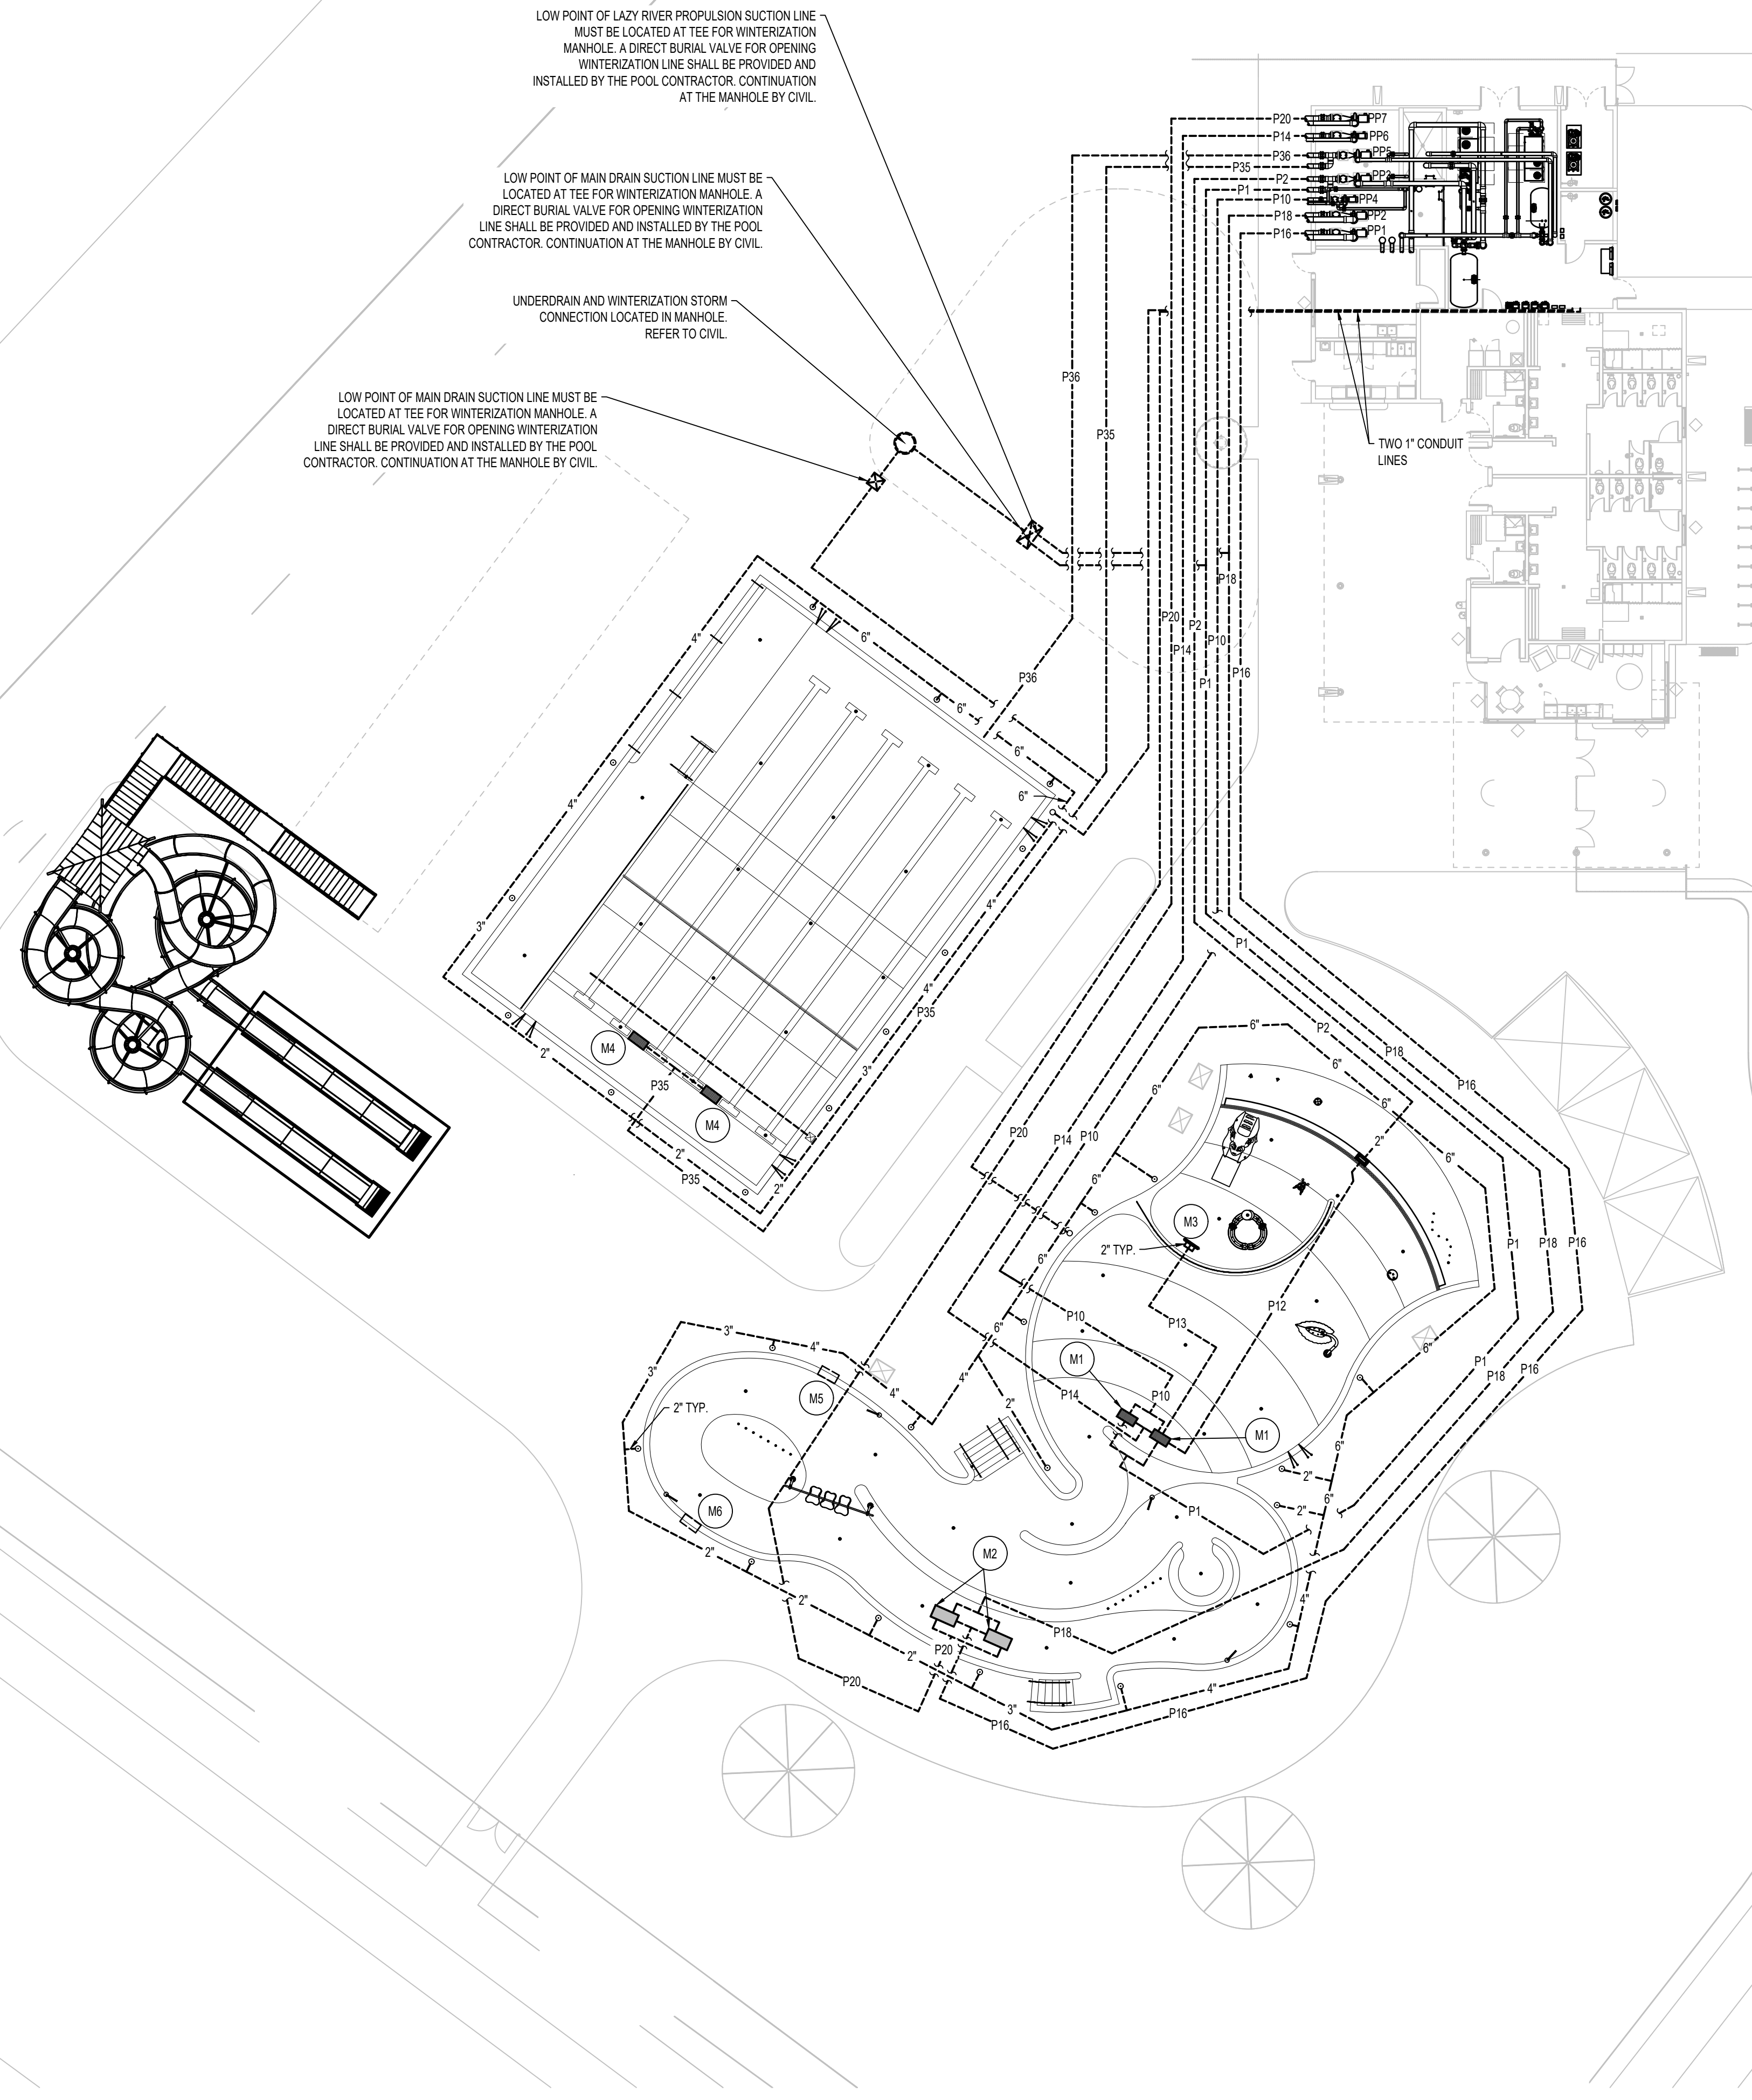 LOW POINT OF LAZY RIVER PROPULSION SUCTION LINE
MUST BE LOCATED AT TEE FOR WINTERIZATION
MANHOLE. A DIRECT BURIAL VALVE FOR OPENING
WINTERIZATION LINE SHALL BE PROVIDED AND
INSTALLED BY THE POOL CONTRACTOR. CONTINUATION
AT THE MANHOLE BY CIVIL.
LOW POINT OF MAIN DRAIN SUCTION LINE MUST BE
LOCATED AT TEE FOR WINTERIZATION MANHOLE. A
DIRECT BURIAL VALVE FOR OPENING WINTERIZATION
LINE SHALL BE PROVIDED AND INSTALLED BY THE POOL
CONTRACTOR. CONTINUATION AT THE MANHOLE BY CIVIL.
UNDERDRAIN AND WINTERIZATION STORM
CONNECTION LOCATED IN MANHOLE.
REFER TO CIVIL.
LOW POINT OF MAIN DRAIN SUCTION LINE MUST BE
LOCATED AT TEE FOR WINTERIZATION MANHOLE. A
DIRECT BURIAL VALVE FOR OPENING WINTERIZATION
LINE SHALL BE PROVIDED AND INSTALLED BY THE POOL
CONTRACTOR. CONTINUATION AT THE MANHOLE BY CIVIL.
P20
PP7
P14
PP6
P36
PP5
P35
P2
PP3
P1
P10
PP4
P18
PP2
P16
PP1
P36
P35
TWO 1" CONDUIT
LINES
P18
P20
P2
P10
P14
P16
P1
P36
4"
6"
6"
6"
6"
4"
3"
4"
4"
P35
3"
2"
M4
P35
M4
2"
P35
2"
P1
P2
P18
P16
6"
6"
6"
6"
2"
6"
P20
P14
P10
6"
M3
2" TYP.
6"
P1
P18
P16
P12
P10
P13
6"
6"
3"
4"
3"
M5
4"
4"
2"
M1
P14
P10
M1
P1
P18
P16
6"
2"
6"
2"
2" TYP.
M6
2"
P1
M2
2"
P18
P20
2"
4"
P20
3"
4"
P16
P16